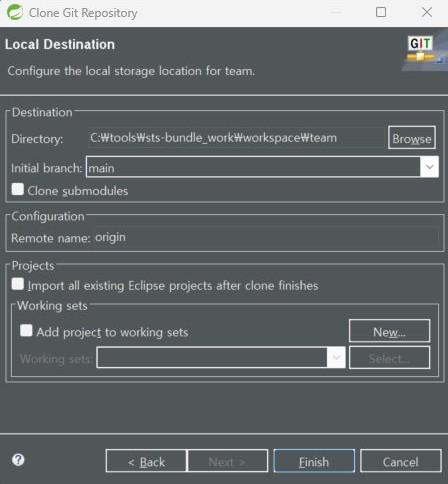 Clone Git Repository
Local Destination
GIT
Configure the local storage location for team.
Destination
Directory: C:₩tools₩sts-bundle_work₩workspace₩team Browse
Initial branch: main
Clone submodules
Configuration
Remote name: origin
Projects
Import all existing Eclipse projects after clone finishes
Working sets
Add project to working sets New...
Working sets: Select...
? < Back Next > Finish Cancel